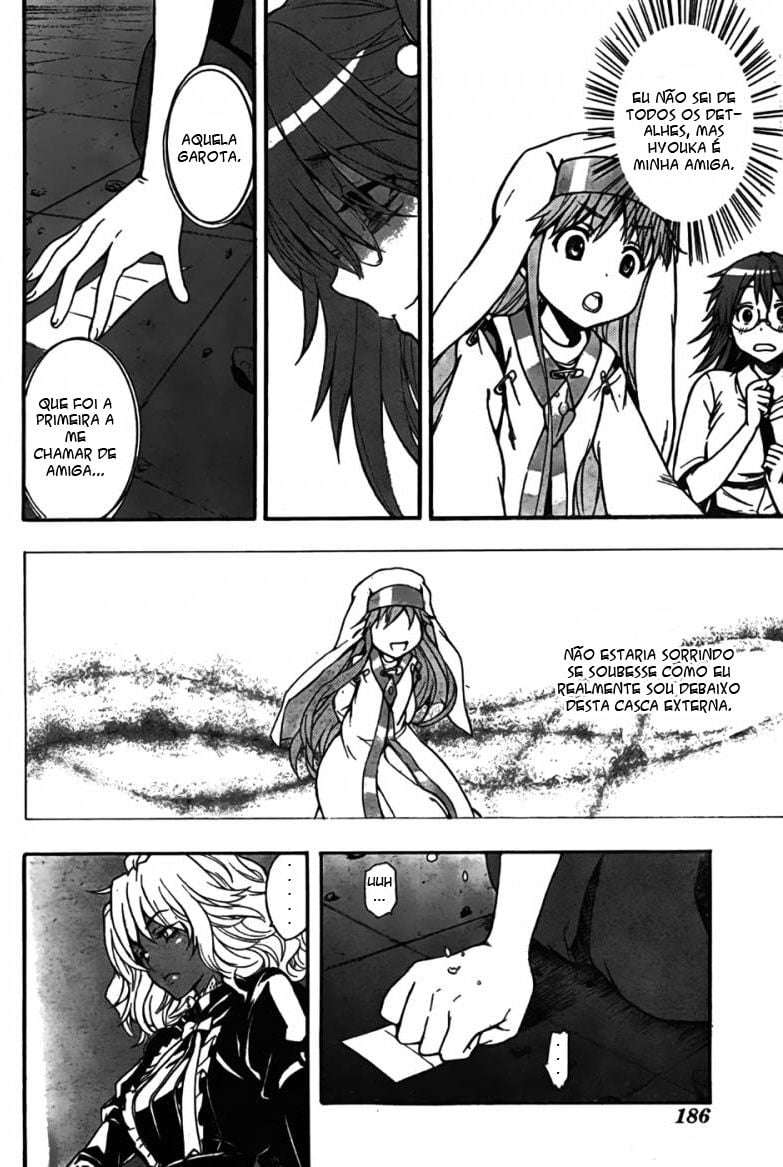 EU NÃO SEI DE
TODOS OS DET-
ALHES, MAS
HYOUKA É
MINHA AMIGA.
AQUELA
GAROTA.
QUE FOI A
PRIMEIRA A
ME
CHAMAR DE
AMIGA...
NÃO ESTARIA SORRINDO
SE SOUBESSE COMO EU
REALMENTE SOU DEBAIXO
DESTA CASCA EXTERNA.
UUH
...
...
...
186